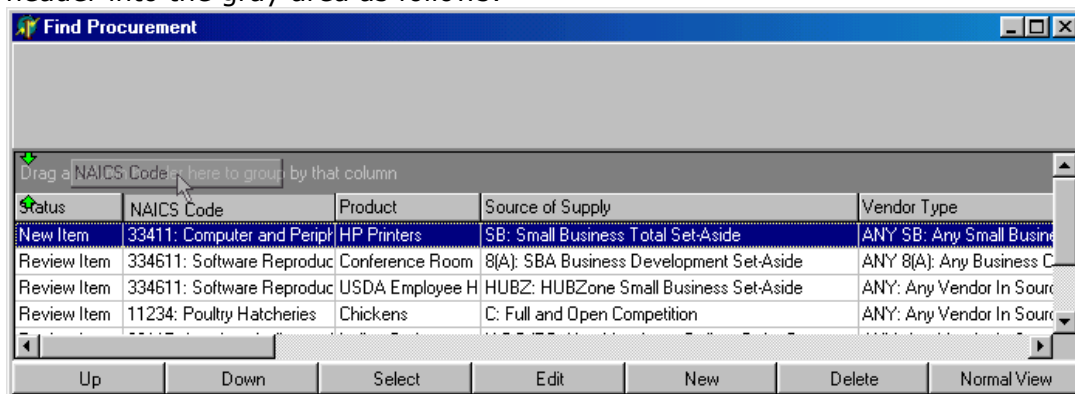 header into the gray area as follows:
Find Procurement
Drag a NAICS Code er here to group by that column
Status NAICS Code Product Source of Supply Vendor Type
New Item 33411: Computer and Periph HP Printers SB: Small Business Total Set-Aside ANY SB: Any Small Busine
Review Item 334611: Software Reproduc Conference Room 8(A): SBA Business Development Set-Aside ANY 8(A): Any Business C
Review Item 334611: Software Reproduc USDA Employee H HUBZ: HUBZone Small Business Set-Aside ANY: Any Vendor In Sourc
Review Item 11234: Poultry Hatcheries Chickens C: Full and Open Competition ANY: Any Vendor In Sourc
Up Down Select Edit New Delete Normal View